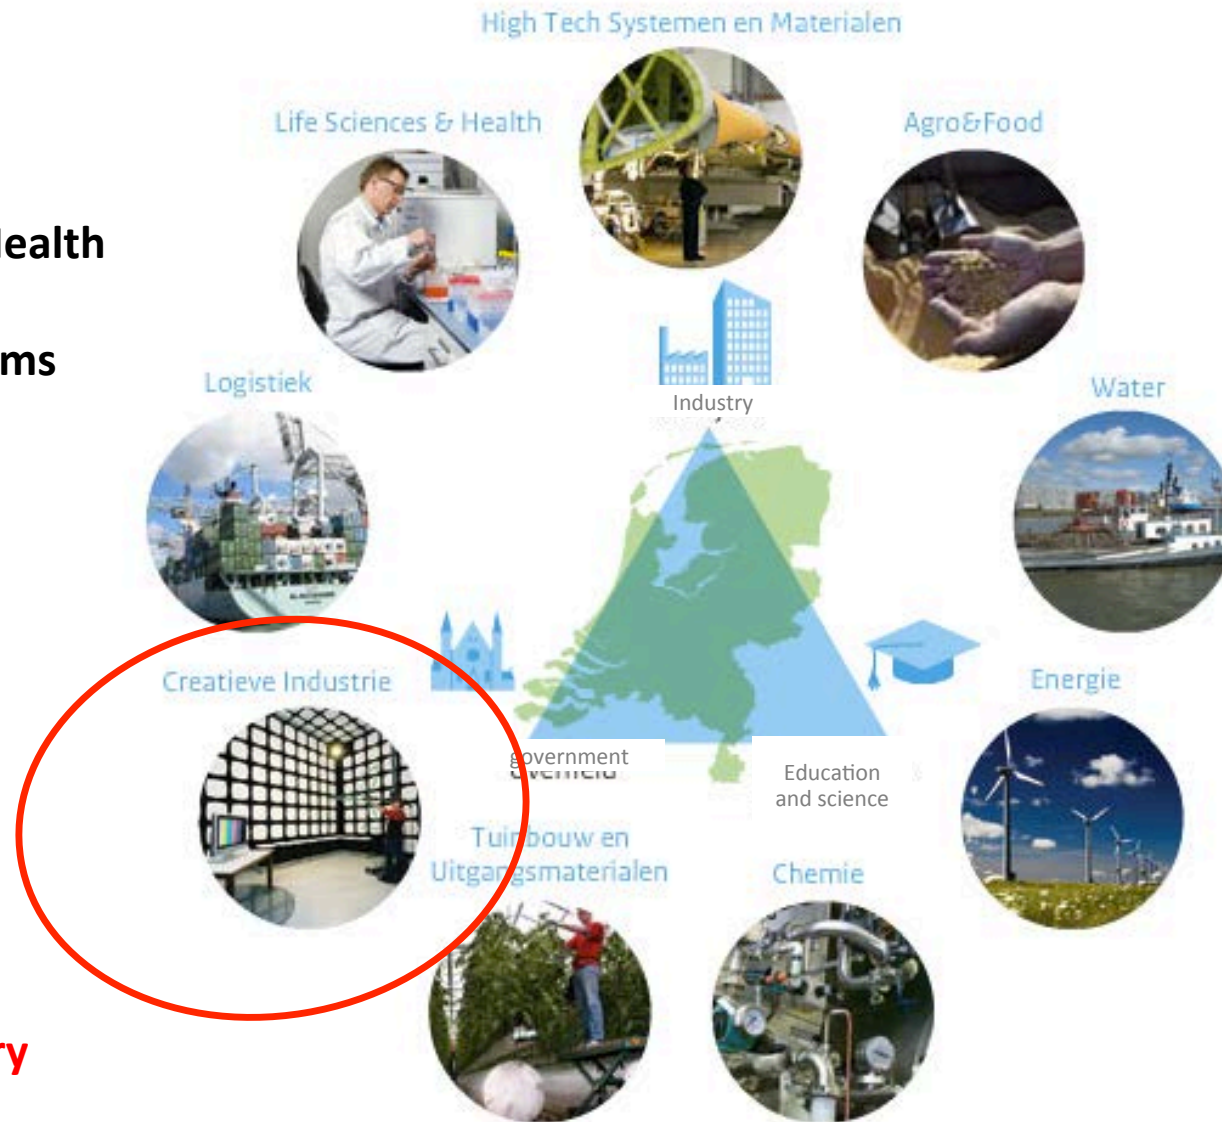 High Tech Systemen en Materialen
Life Sciences & Health
Agro&Food
Health
ms
Logistiek
Industry
Water
Creatieve Industrie
Energie
government
Education
and science
Tuinbouw en
Uitgangsmaterialen
Chemie
ry